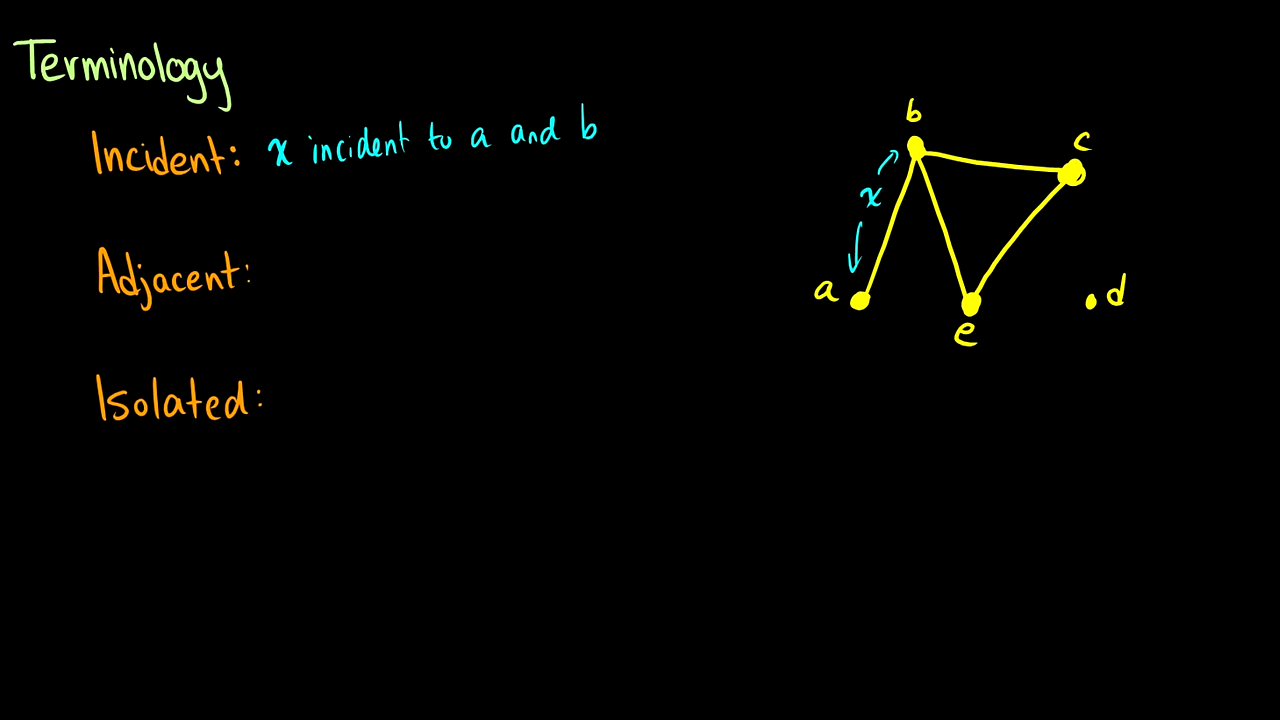 Terminology
Incident: x incident to a and b
Adjacent:
Isolated:
b
c
x
a
d
e